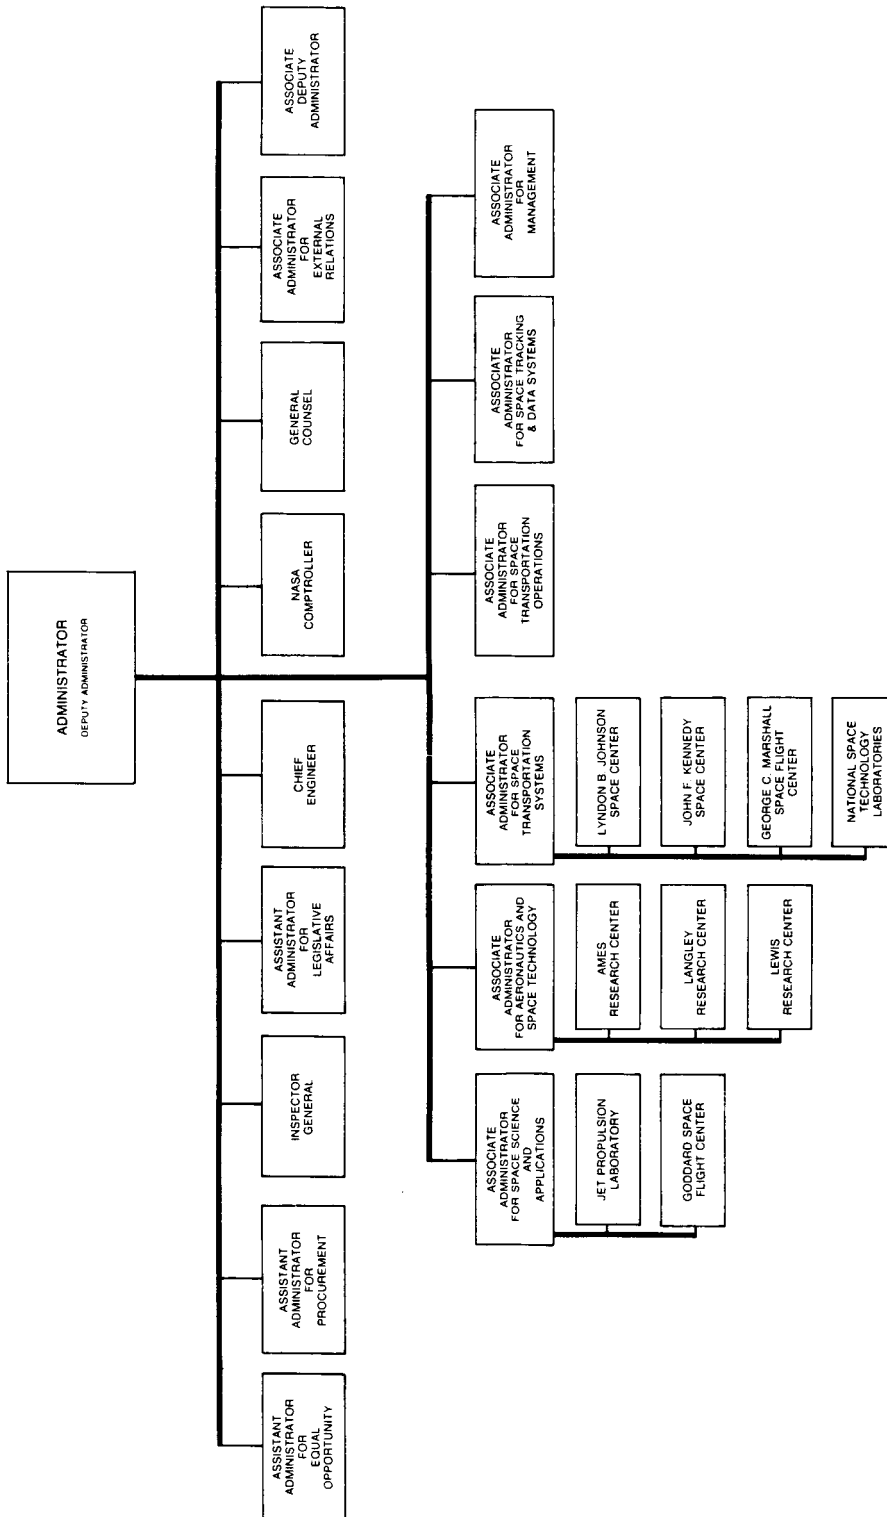 ADMINISTRATOR
DEPUTY ADMINISTRATOR
ASSISTANT
ADMINISTRATOR
FOR
EQUAL
OPPORTUNITY
ASSISTANT
ADMINISTRATOR
FOR
PROCUREMENT
INSPECTOR
GENERAL
ASSISTANT
ADMINISTRATOR
FOR
LEGISLATIVE
AFFAIRS
CHIEF
ENGINEER
NASA
COMPTROLLER
GENERAL
COUNSEL
ASSOCIATE
ADMINISTRATOR
FOR
EXTERNAL
RELATIONS
ASSOCIATE
DEPUTY
ADMINISTRATOR
ASSOCIATE
ADMINISTRATOR
FOR SPACE SCIENCE
AND
APPLICATIONS
JET PROPULSION
LABORATORY
GODDARD SPACE
FLIGHT CENTER
ASSOCIATE
ADMINISTRATOR
FOR AERONAUTICS AND
SPACE TECHNOLOGY
AMES
RESEARCH CENTER
LANGLEY
RESEARCH CENTER
LEWIS
RESEARCH CENTER
ASSOCIATE
ADMINISTRATOR
FOR SPACE
TRANSPORTATION
SYSTEMS
LYNDON B. JOHNSON
SPACE CENTER
JOHN F. KENNEDY
SPACE CENTER
GEORGE C. MARSHALL
SPACE FLIGHT
CENTER
NATIONAL SPACE
TECHNOLOGY
LABORATORIES
ASSOCIATE
ADMINISTRATOR
FOR SPACE
TRANSPORTATION
OPERATIONS
ASSOCIATE
ADMINISTRATOR
FOR SPACE TRACKING
& DATA SYSTEMS
ASSOCIATE
ADMINISTRATOR
FOR
MANAGEMENT